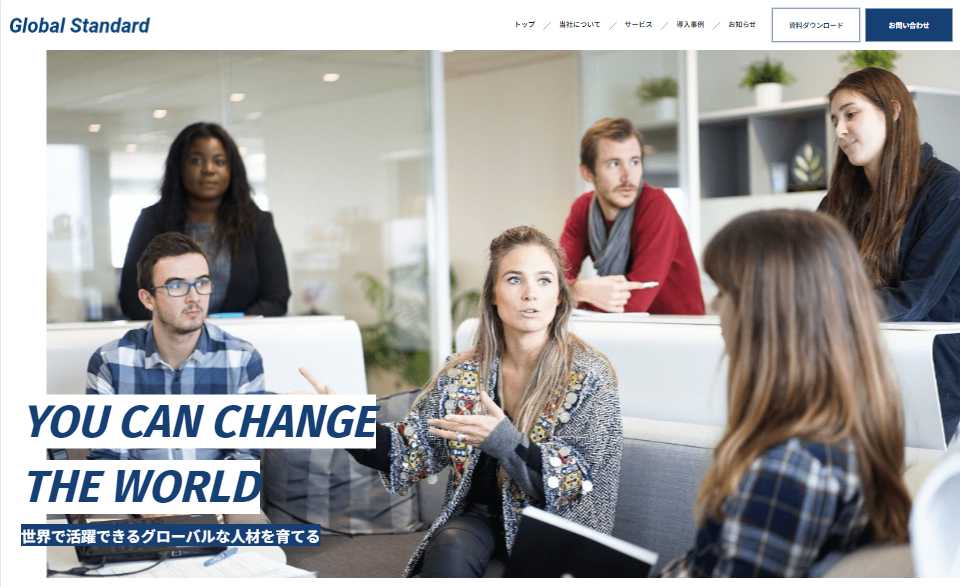 Global Standard
トップ ／ 当社について ／ サービス ／ 導入事例 ／ お知らせ
資料ダウンロード
お問い合わせ
YOU CAN CHANGE
THE WORLD
世界で活躍できるグローバルな人材を育てる